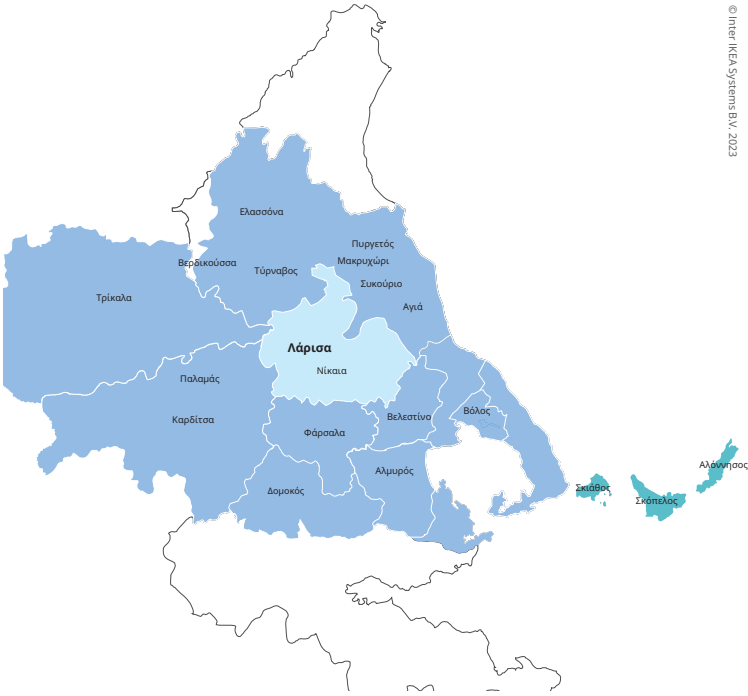 © Inter IKEA Systems B.V. 2023
Ελασσόνα
Πυργετός
Βερδικούσσα
Μακρυχώρι
Τύρναβος
Συκούριο
Τρίκαλα
Αγιά
Λάρισα
Νίκαια
Παλαμάς
Καρδίτσα
Βελεστίνο
Βόλος
Φάρσαλα
Αλμυρός
Αλόννησος
Δομοκός
Σκιάθος
Σκόπελος